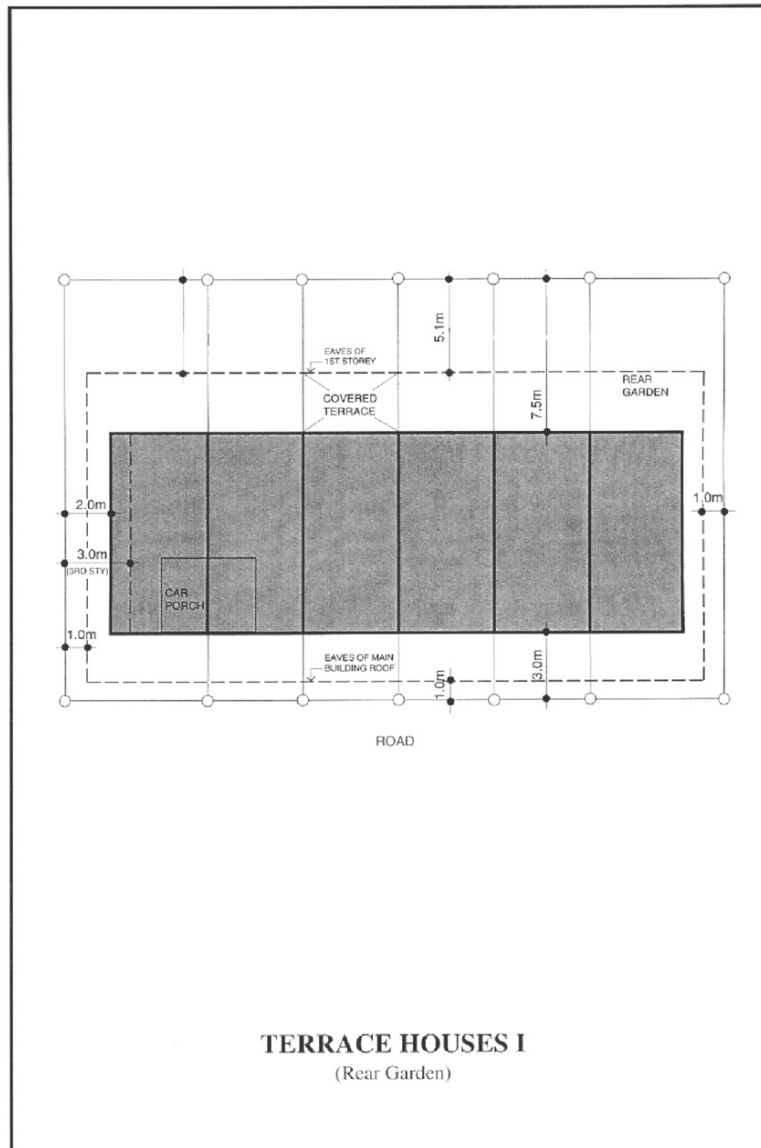 5.1m
EAVES OF
1ST STOREY
REAR
GARDEN
COVERED
TERRACE
7.5m
2.0m
1.0m
3.0m
(3RD STY)
CAR
PORCH
1.0m
EAVES OF MAIN
BUILDING ROOF
1.0m
3.0m
ROAD
TERRACE HOUSES I
(Rear Garden)